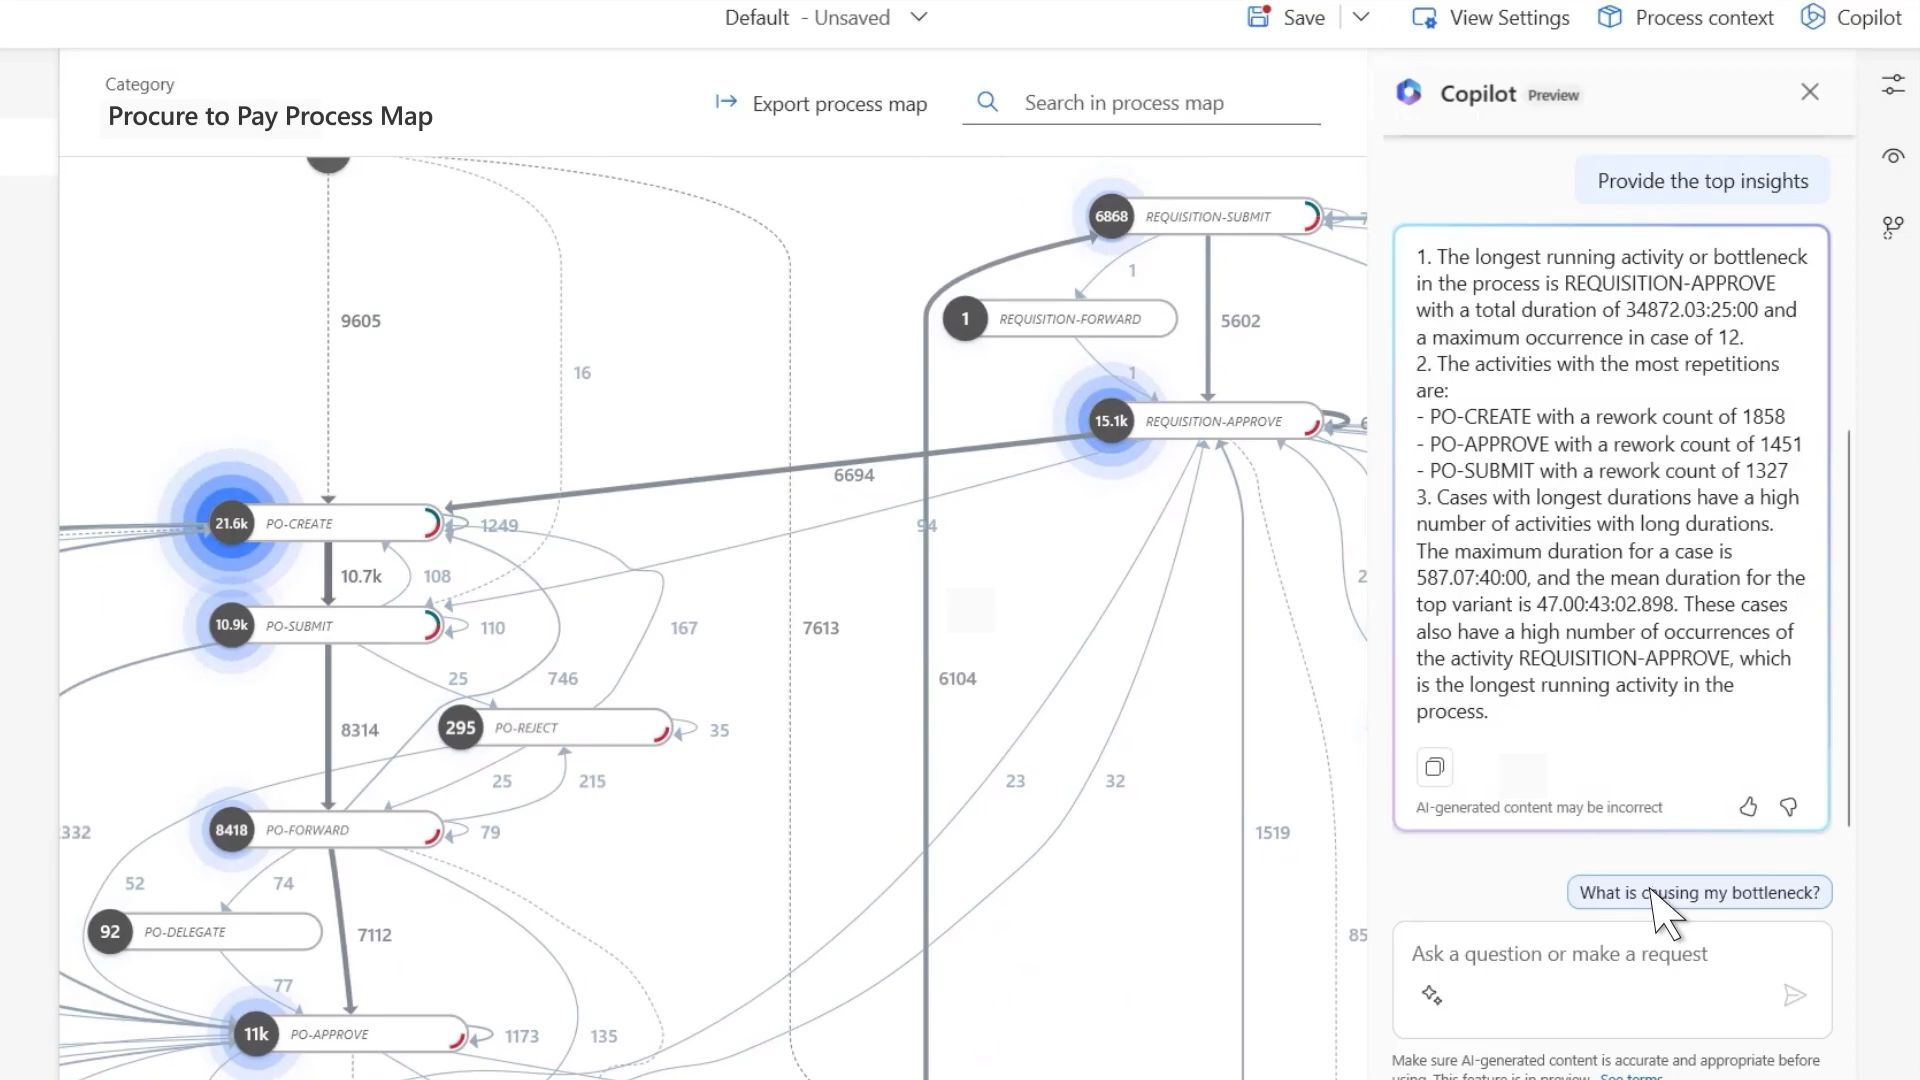 Default - Unsaved
Save
View Settings
Process context
Copilot
Category
Procure to Pay Process Map
Export process map
Search in process map
9605
16
6868 REQUISITION-SUBMIT
1
1 REQUISITION-FORWARD
5602
1
15.1k REQUISITION-APPROVE
6694
94
21.6k PO-CREATE
1249
10.7k
108
10.9k PO-SUBMIT
110
167
7613
25
746
6104
8314
295 PO-REJECT
35
25
215
23
32
8418 PO-FORWARD
79
332
1519
52
74
92 PO-DELEGATE
7112
85
77
11k PO-APPROVE
1173
135
Copilot Preview
Provide the top insights
1. The longest running activity or bottleneck
in the process is REQUISITION-APPROVE
with a total duration of 34872.03:25:00 and
a maximum occurrence in case of 12.
2. The activities with the most repetitions
are:
- PO-CREATE with a rework count of 1858
- PO-APPROVE with a rework count of 1451
- PO-SUBMIT with a rework count of 1327
3. Cases with longest durations have a high
number of activities with long durations.
The maximum duration for a case is
587.07:40:00, and the mean duration for the
top variant is 47.00:43:02.898. These cases
also have a high number of occurrences of
the activity REQUISITION-APPROVE, which
is the longest running activity in the
process.
AI-generated content may be incorrect
What is causing my bottleneck?
Ask a question or make a request
Make sure AI-generated content is accurate and appropriate before
using. This feature is in preview. See terms